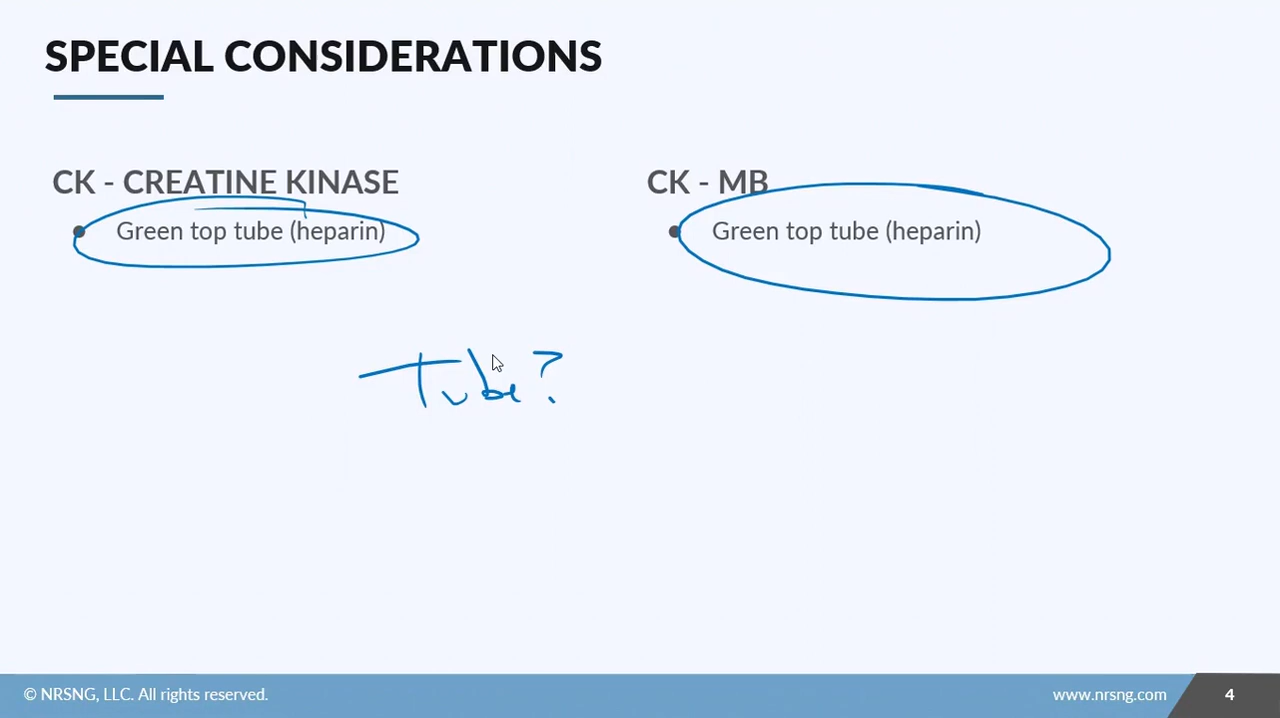 SPECIAL CONSIDERATIONS
CK - CREATINE KINASE
Green top tube (heparin)
CK - MB
Green top tube (heparin)
Tube?
© NRSNG, LLC. All rights reserved.
www.nrsng.com
4